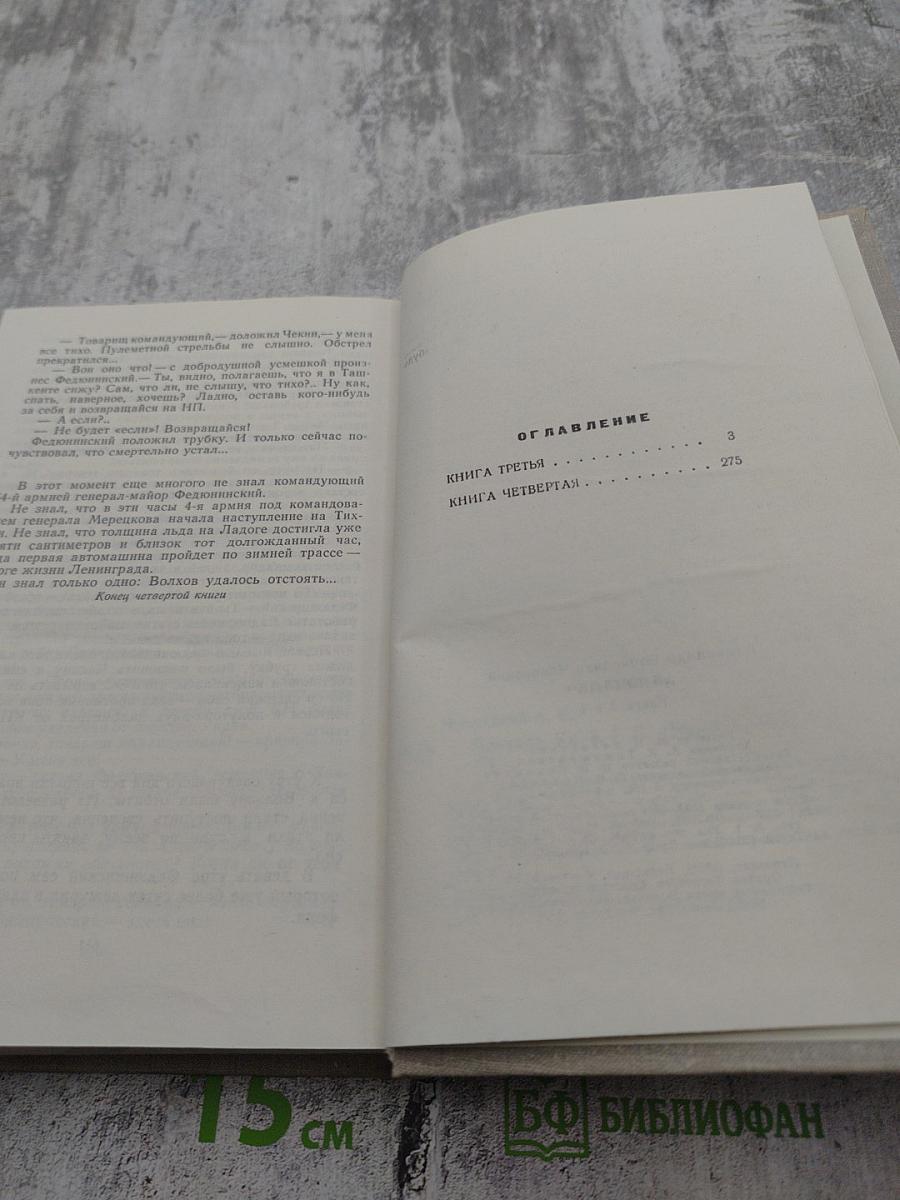 — Товарищ командующий,— доложил Чекин,— у меня
все тихо. Пулеметной стрельбы не слышно. Обстрел
прекратился...
— Вон оно что! — с добродушной усмешкой произ-
нес Федюнинский.— Ты, видно, полагаешь, что я в Таш-
кенте сижу? Сам, что ли, не слышу, что тихо?.. Ну как,
спать, наверное, хочешь? Ладно, оставь кого-нибудь
за себя и возвращайся на НП.
— А если?..
— Не будет «если»! Возвращайся!
Федюнинский положил трубку. И только сейчас по-
чувствовал, что смертельно устал...
В этот момент еще многого не знал командующий
54-й армией генерал-майор Федюнинский.
Не знал, что в эти часы 4-я армия под командова-
ем генерала Мерецкова начала наступление на Тих-
н. Не знал, что толщина льда на Ладоге достигла уже
яти сантиметров и близок тот долгожданный час,
да первая автомашина пройдет по зимней трассе —
оге жизни Ленинграда.
н знал только одно: Волхов удалось отстоять...
Конец четвертой книги
ОГЛАВЛЕНИЕ
КНИГА ТРЕТЬЯ . . . . . . . . . . . . 3
КНИГА ЧЕТВЕРТАЯ . . . . . . . . . . 275
15 см
БФ БИБЛИОФАН